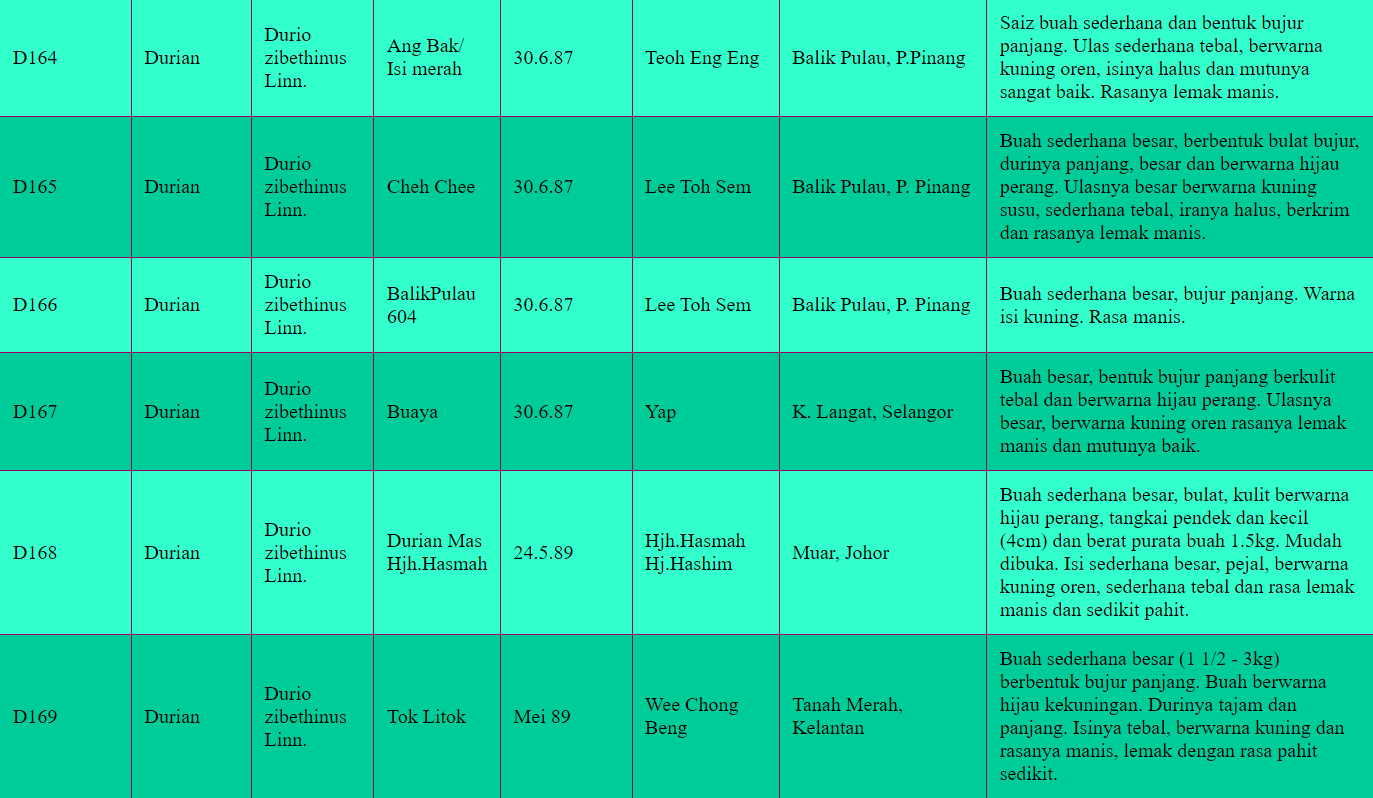 D164
Durian
Durio
zibethinus
Linn.
Ang Bak/
Isi merah
30.6.87
Teoh Eng Eng
Balik Pulau, P.Pinang
Saiz buah sederhana dan bentuk bujur
panjang. Ulas sederhana tebal, berwarna
kuning oren, isinya halus dan mutunya
sangat baik. Rasanya lemak manis.
D165
Durian
Durio
zibethinus
Linn.
Cheh Chee
30.6.87
Lee Toh Sem
Balik Pulau, P. Pinang
Buah sederhana besar, berbentuk bulat bujur,
durinya panjang, besar dan berwarna hijau
perang. Ulasnya besar berwarna kuning
susu, sederhana tebal, iranya halus, berkrim
dan rasanya lemak manis.
D166
Durian
Durio
zibethinus
Linn.
BalikPulau
604
30.6.87
Lee Toh Sem
Balik Pulau, P. Pinang
Buah sederhana besar, bujur panjang. Warna
isi kuning. Rasa manis.
D167
Durian
Durio
zibethinus
Linn.
Buaya
30.6.87
Yap
K. Langat, Selangor
Buah besar, bentuk bujur panjang berkulit
tebal dan berwarna hijau perang. Ulasnya
besar, berwarna kuning oren rasanya lemak
manis dan mutunya baik.
D168
Durian
Durio
zibethinus
Linn.
Durian Mas
Hjh.Hasmah
24.5.89
Hjh.Hasmah
Hj.Hashim
Muar, Johor
Buah sederhana besar, bulat, kulit berwarna
hijau perang, tangkai pendek dan kecil
(4cm) dan berat purata buah 1.5kg. Mudah
dibuka. Isi sederhana besar, pejal, berwarna
kuning oren, sederhana tebal dan rasa lemak
manis dan sedikit pahit.
D169
Durian
Durio
zibethinus
Linn.
Tok Litok
Mei 89
Wee Chong
Beng
Tanah Merah,
Kelantan
Buah sederhana besar (1 1/2 - 3kg)
berbentuk bujur panjang. Buah berwarna
hijau kekuningan. Durinya tajam dan
panjang. Isinya tebal, berwarna kuning dan
rasanya manis, lemak dengan rasa pahit
sedikit.